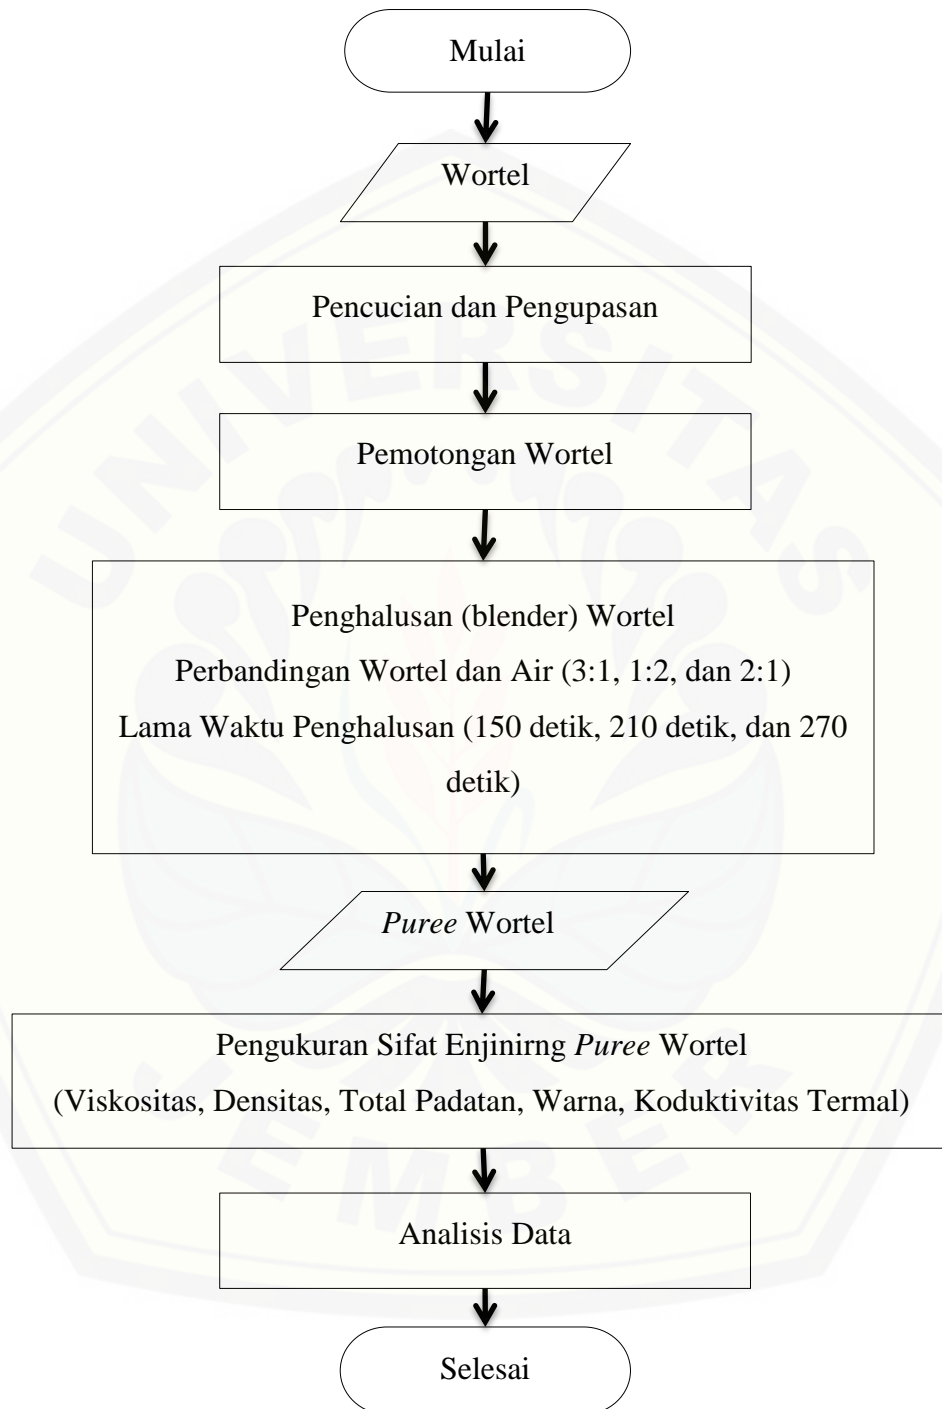 Mulai
Wortel
Pencucian dan Pengupasan
Pemotongan Wortel
Penghalusan (blender) Wortel
Perbandingan Wortel dan Air (3:1, 1:2, dan 2:1)
Lama Waktu Penghalusan (150 detik, 210 detik, dan 270
detik)
Puree Wortel
Pengukuran Sifat Enjinirng Puree Wortel
(Viskositas, Densitas, Total Padatan, Warna, Koduktivitas Termal)
Analisis Data
Selesai
UNIVERSITAS
JEMBER